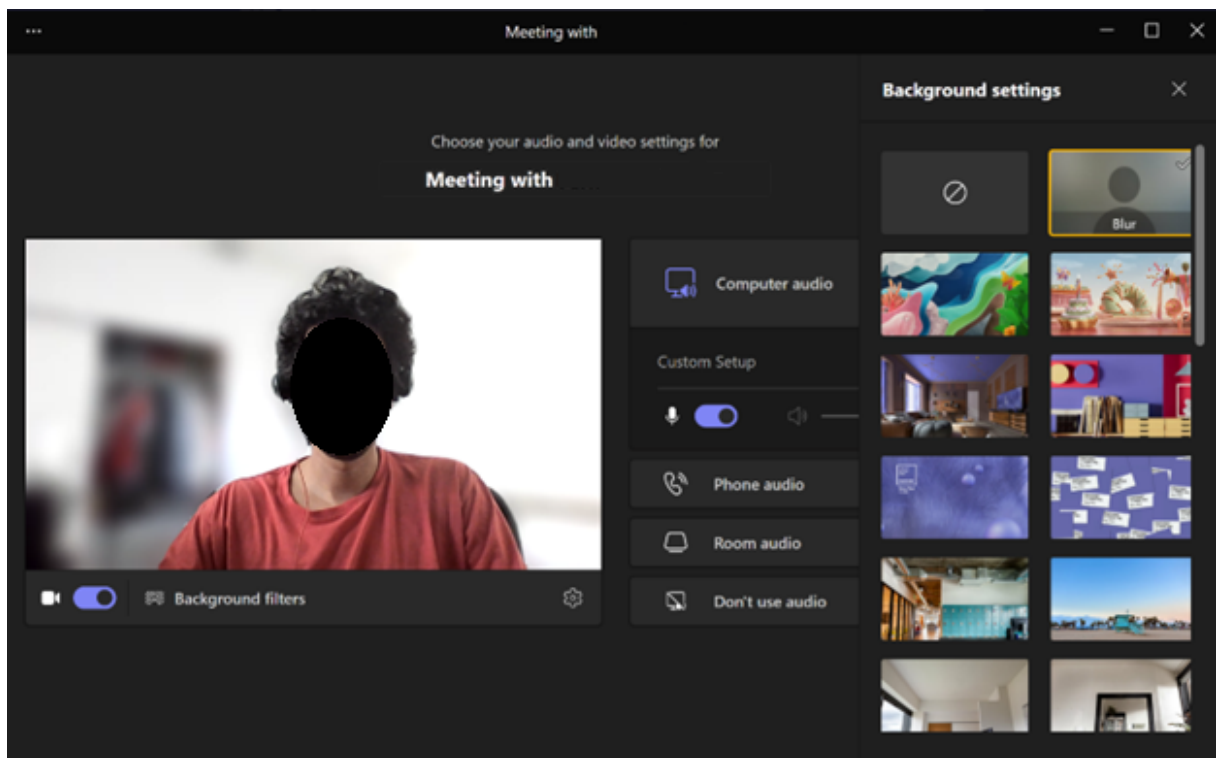 Meeting with
Background settings
Choose your audio and video settings for
Meeting with
Blur
Computer audio
Custom Setup
Phone audio
Room audio
Don't use audio
Background filters